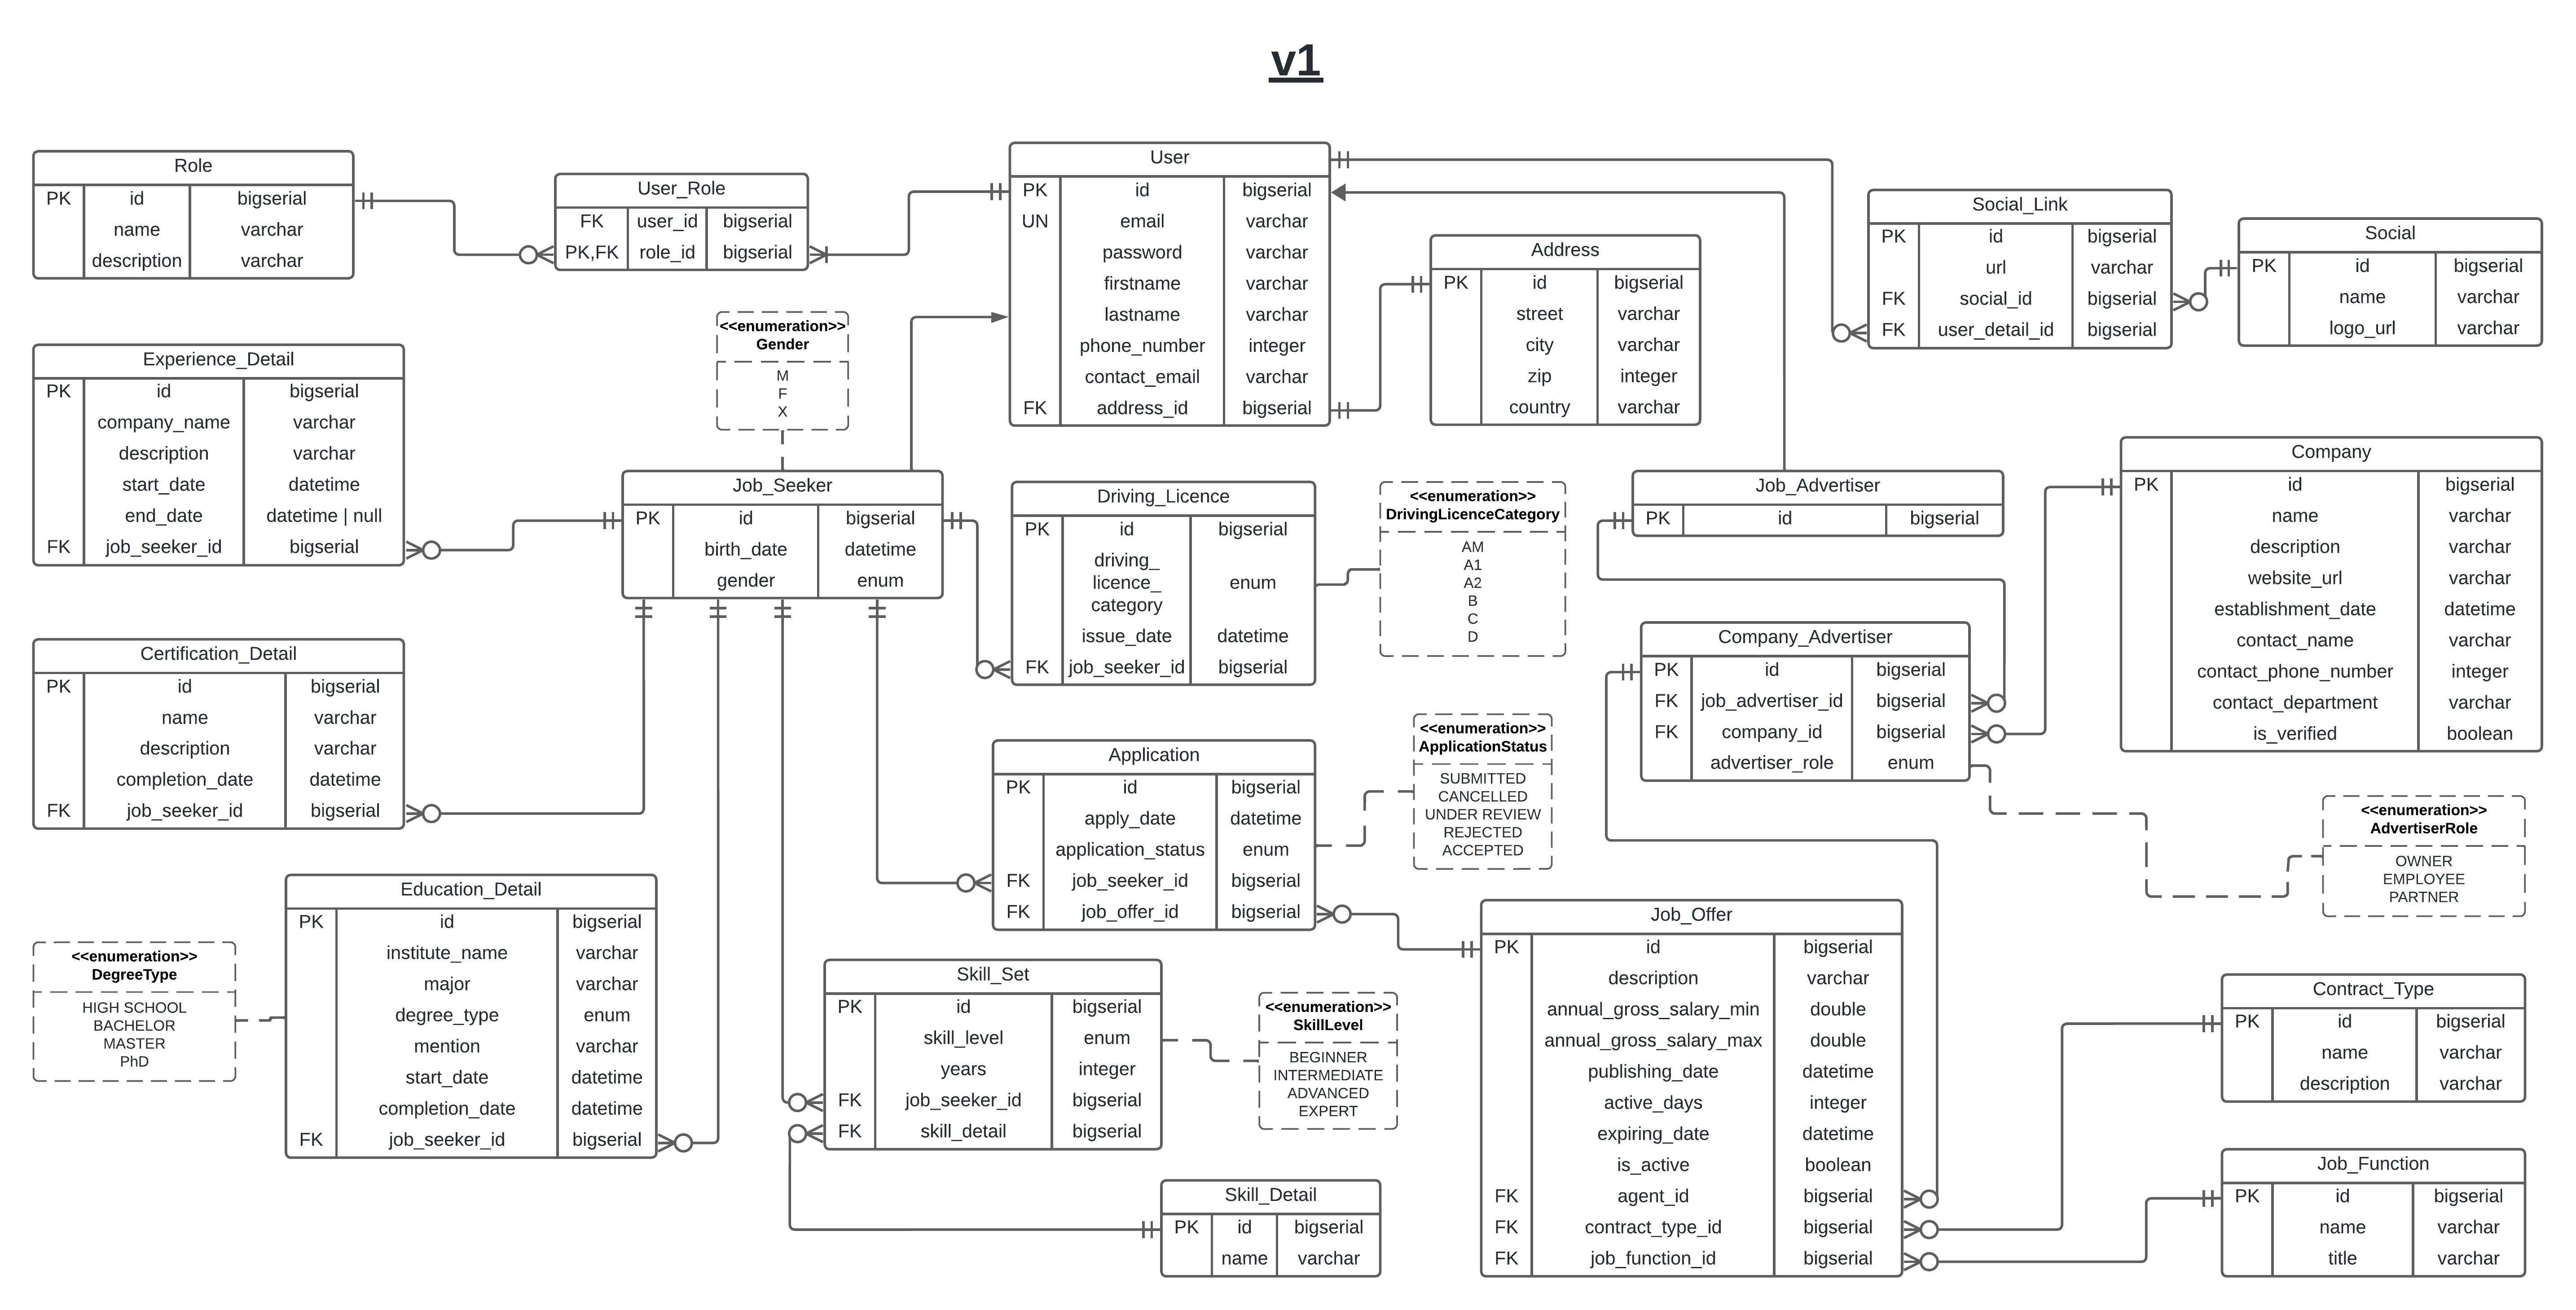 v1
Role
PK id bigserial
name varchar
description varchar
User_Role
FK user_id bigserial
PK,FK role_id bigserial
User
PK id bigserial
UN email varchar
password varchar
firstname varchar
lastname varchar
phone_number integer
contact_email varchar
FK address_id bigserial
Address
PK id bigserial
street varchar
city varchar
zip integer
country varchar
Social_Link
PK id bigserial
url varchar
FK social_id bigserial
FK user_detail_id bigserial
Social
PK id bigserial
name varchar
logo_url varchar
<<enumeration>>
Gender
M
F
X
Experience_Detail
PK id bigserial
company_name varchar
description varchar
start_date datetime
end_date datetime | null
FK job_seeker_id bigserial
Job_Seeker
PK id bigserial
birth_date datetime
gender enum
Driving_Licence
PK id bigserial
driving_
licence_ enum
category
issue_date datetime
FK job_seeker_id bigserial
<<enumeration>>
DrivingLicenceCategory
AM
A1
A2
B
C
D
Job_Advertiser
PK id bigserial
Company
PK id bigserial
name varchar
description varchar
website_url varchar
establishment_date datetime
contact_name varchar
contact_phone_number integer
contact_department varchar
is_verified boolean
Company_Advertiser
PK id bigserial
FK job_advertiser_id bigserial
FK company_id bigserial
advertiser_role enum
Certification_Detail
PK id bigserial
name varchar
description varchar
completion_date datetime
FK job_seeker_id bigserial
Application
PK id bigserial
apply_date datetime
application_status enum
FK job_seeker_id bigserial
FK job_offer_id bigserial
<<enumeration>>
ApplicationStatus
SUBMITTED
CANCELLED
UNDER REVIEW
REJECTED
ACCEPTED
<<enumeration>>
AdvertiserRole
OWNER
EMPLOYEE
PARTNER
<<enumeration>>
DegreeType
HIGH SCHOOL
BACHELOR
MASTER
PhD
Education_Detail
PK id bigserial
institute_name varchar
major varchar
degree_type enum
mention varchar
start_date datetime
completion_date datetime
FK job_seeker_id bigserial
Skill_Set
PK id bigserial
skill_level enum
years integer
FK job_seeker_id bigserial
FK skill_detail bigserial
<<enumeration>>
SkillLevel
BEGINNER
INTERMEDIATE
ADVANCED
EXPERT
Skill_Detail
PK id bigserial
name varchar
Job_Offer
PK id bigserial
description varchar
annual_gross_salary_min double
annual_gross_salary_max double
publishing_date datetime
active_days integer
expiring_date datetime
is_active boolean
FK agent_id bigserial
FK contract_type_id bigserial
FK job_function_id bigserial
Contract_Type
PK id bigserial
name varchar
description varchar
Job_Function
PK id bigserial
name varchar
title varchar